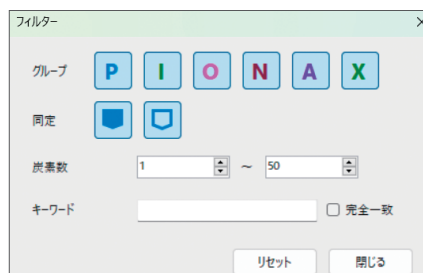 フィルター
グループ P I O N A X
同定
炭素数 1 ～ 50
キーワード 完全一致
リセット 閉じる